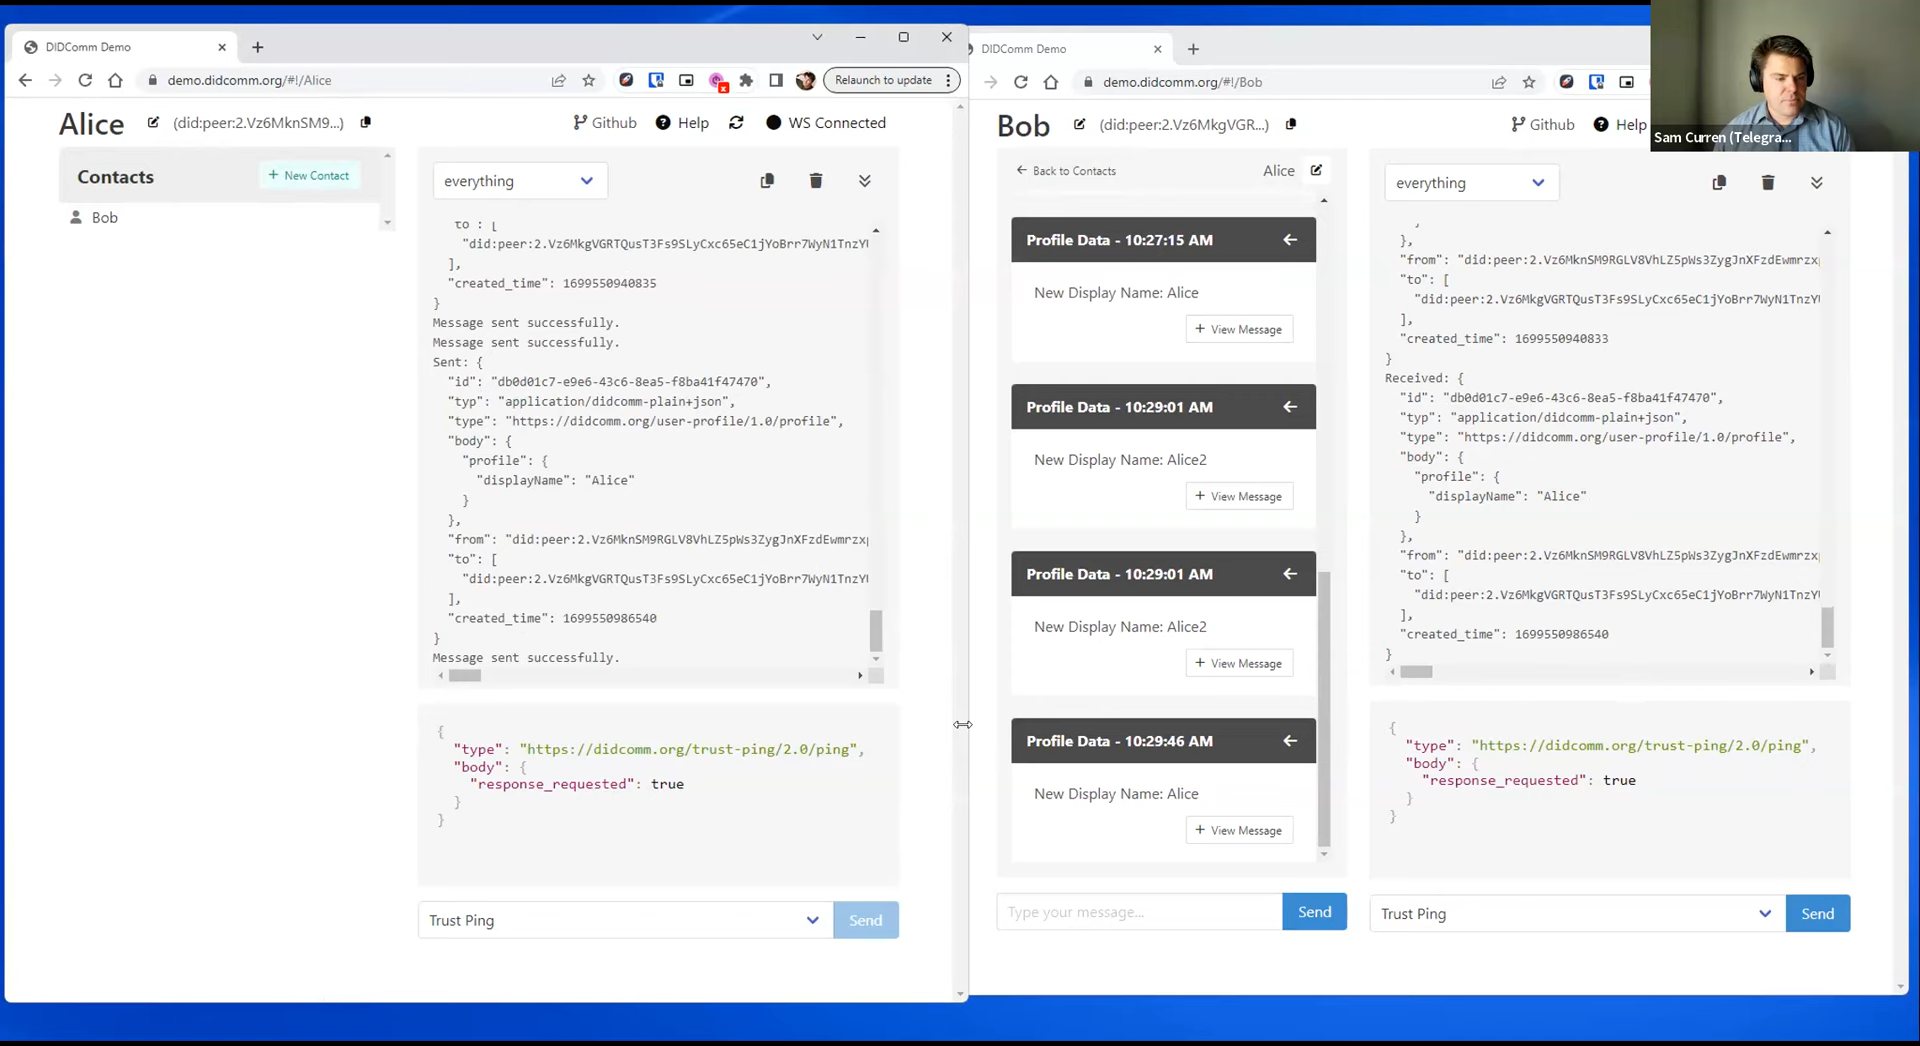 DIDComm Demo
demo.didcomm.org/#!/Alice
Relaunch to update
Alice
(did:peer:2.Vz6MknSM9...)
Github
Help
WS Connected
Contacts
+ New Contact
Bob
everything
to : [
"did:peer:2.Vz6MkgVGRTQusT3Fs9SLyCxc65eC1jYoBrr7WyN1TnzY
],
"created_time": 1699550940835
}
Message sent successfully.
Message sent successfully.
Sent: {
"id": "db0d01c7-e9e6-43c6-8ea5-f8ba41f47470",
"typ": "application/didcomm-plain+json",
"type": "https://didcomm.org/user-profile/1.0/profile",
"body": {
"profile": {
"displayName": "Alice"
}
},
"from": "did:peer:2.Vz6MknSM9RGLV8VhLZ5pWs3ZygJnXFzdEwmrzx
"to": [
"did:peer:2.Vz6MkgVGRTQusT3Fs9SLyCxc65eC1jYoBrr7WyN1TnzY
],
"created_time": 1699550986540
}
Message sent successfully.
{
"type": "https://didcomm.org/trust-ping/2.0/ping",
"body": {
"response_requested": true
}
}
Trust Ping
Send
DIDComm Demo
demo.didcomm.org/#!/Bob
Bob
(did:peer:2.Vz6MkgVGR...)
Github
Help
Sam Curren (Telegra...
Back to Contacts
Alice
Profile Data - 10:27:15 AM
New Display Name: Alice
+ View Message
Profile Data - 10:29:01 AM
New Display Name: Alice2
+ View Message
Profile Data - 10:29:01 AM
New Display Name: Alice2
+ View Message
Profile Data - 10:29:46 AM
New Display Name: Alice
+ View Message
Type your message...
Send
everything
},
"from": "did:peer:2.Vz6MknSM9RGLV8VhLZ5pWs3ZygJnXFzdEwmrzx
"to": [
"did:peer:2.Vz6MkgVGRTQusT3Fs9SLyCxc65eC1jYoBrr7WyN1TnzY
],
"created_time": 1699550940833
}
Received: {
"id": "db0d01c7-e9e6-43c6-8ea5-f8ba41f47470",
"typ": "application/didcomm-plain+json",
"type": "https://didcomm.org/user-profile/1.0/profile",
"body": {
"profile": {
"displayName": "Alice"
}
},
"from": "did:peer:2.Vz6MknSM9RGLV8VhLZ5pWs3ZygJnXFzdEwmrzx
"to": [
"did:peer:2.Vz6MkgVGRTQusT3Fs9SLyCxc65eC1jYoBrr7WyN1TnzY
],
"created_time": 1699550986540
}
{
"type": "https://didcomm.org/trust-ping/2.0/ping",
"body": {
"response_requested": true
}
}
Trust Ping
Send